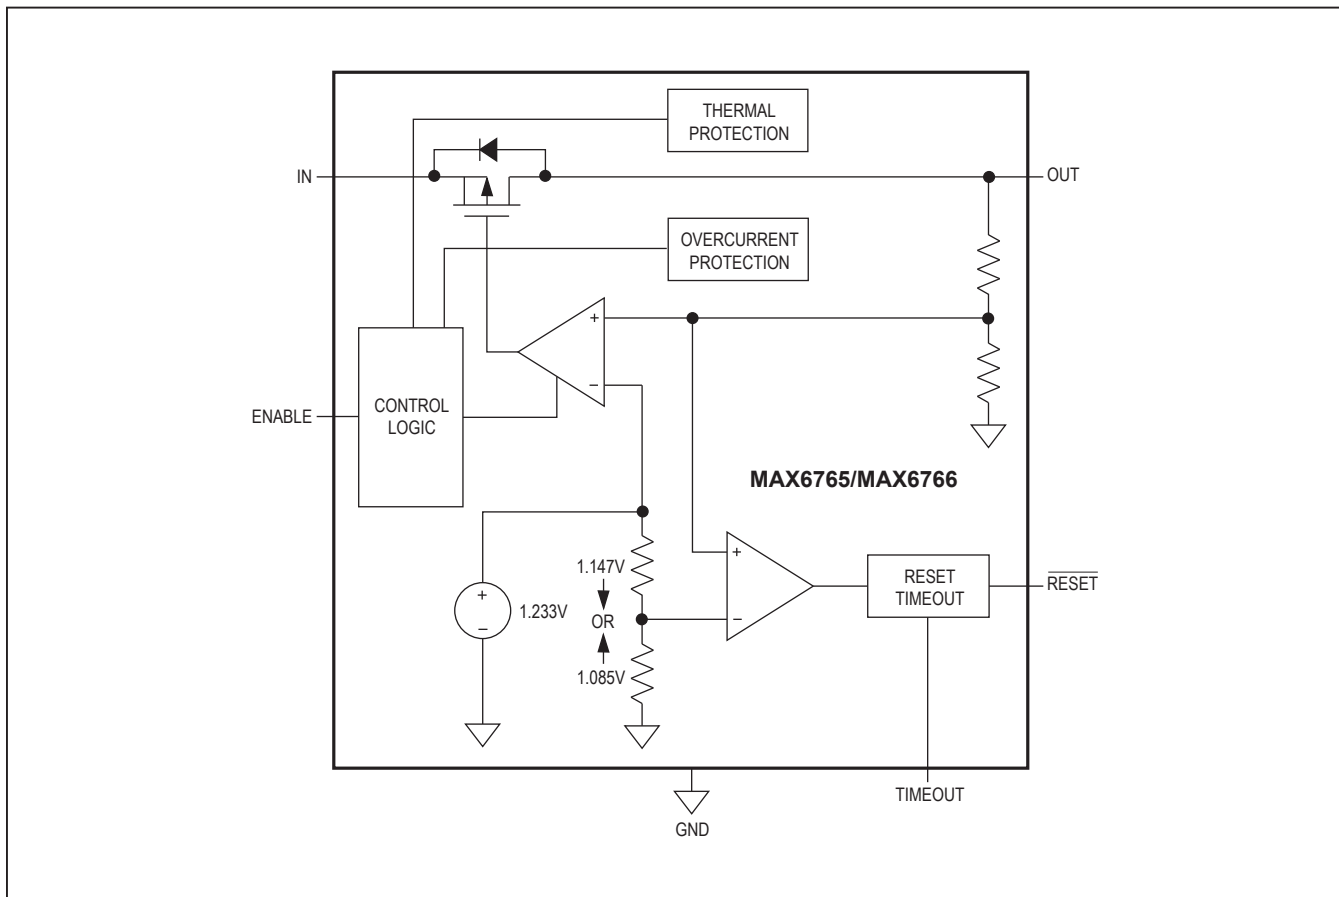 THERMAL
PROTECTION
IN
OUT
OVERCURRENT
PROTECTION
+
−
ENABLE
CONTROL
LOGIC
MAX6765/MAX6766
1.147V
+
RESET
TIMEOUT
RESET
+
1.233V
OR
−
−
1.085V
TIMEOUT
GND